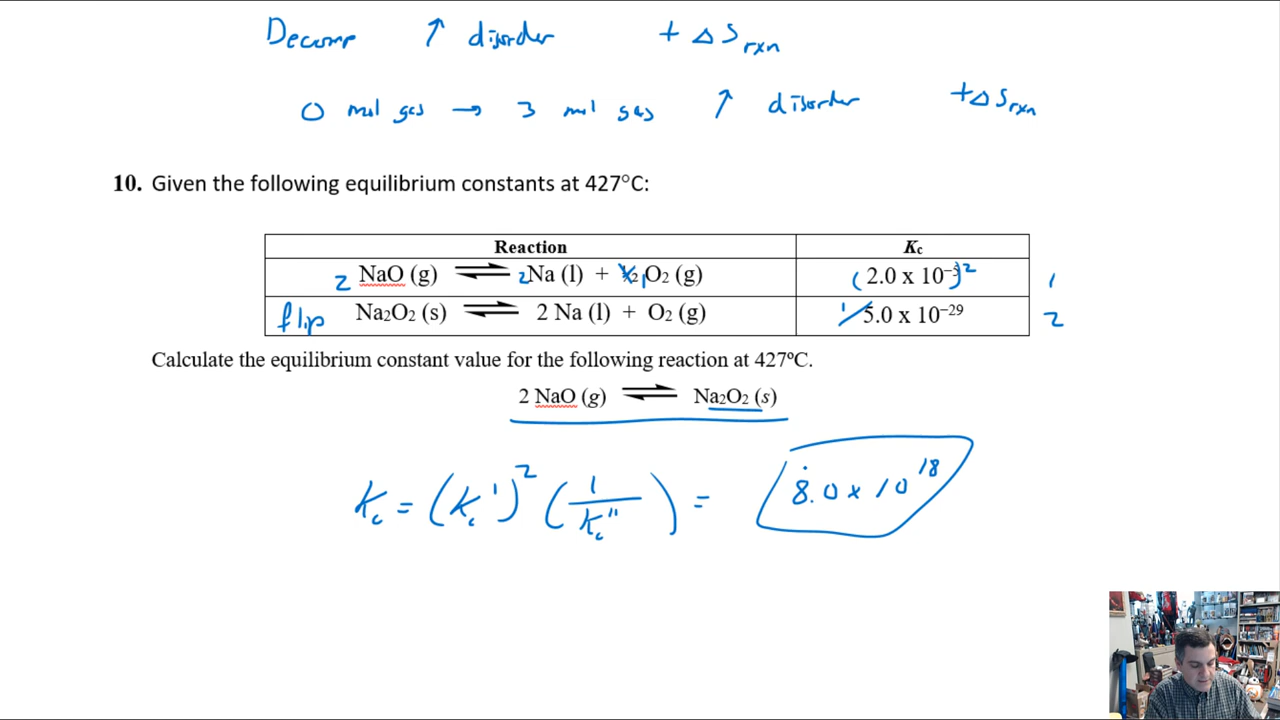 Decomp ↑ disorder + ΔS rxn
0 mol gas → 3 mol gas ↑ disorder + ΔS rxn
10. Given the following equilibrium constants at 427°C:
Reaction Kc
2 NaO (g) ⇌ 2 Na (l) + 1 O2 (g) (2.0 x 10⁻ )² 1
flip Na2O2 (s) ⇌ 2 Na (l) + O2 (g) 1/5.0 x 10⁻²⁹ 2
Calculate the equilibrium constant value for the following reaction at 427ºC.
2 NaO (g) ⇌ Na2O2 (s)
Kc = (Kc')² (1/Kc'') = 8.0 x 10¹⁸